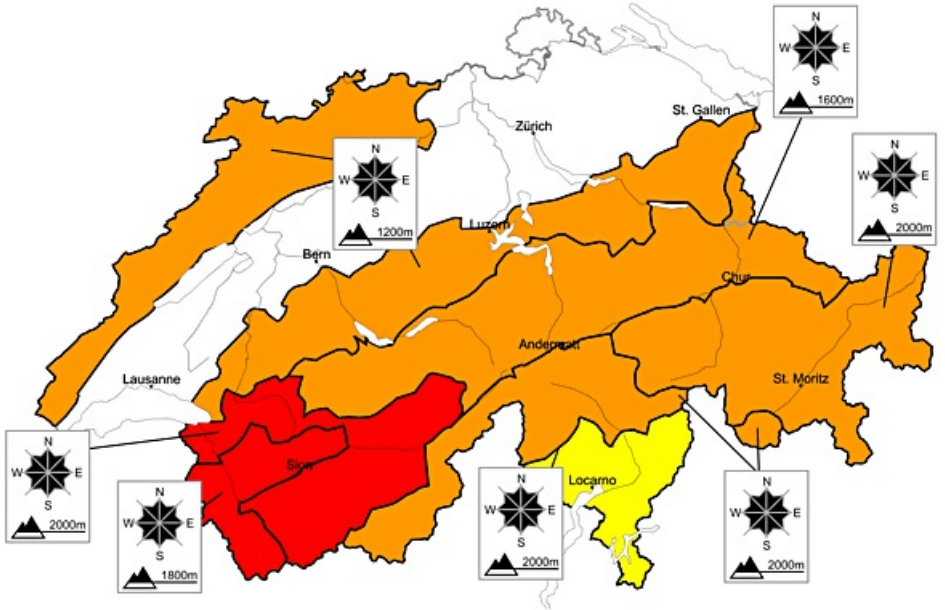 N
W E
S
1600m
St. Gallen
Zürich
N
W E
S
2000m
N
W E
S
1200m
Luzern
Bern
Chur
Andermatt
St. Moritz
Lausanne
N
W E
S
2000m
Sion
Locarno
N
W E
S
1800m
N
W E
S
2000m
N
W E
S
2000m